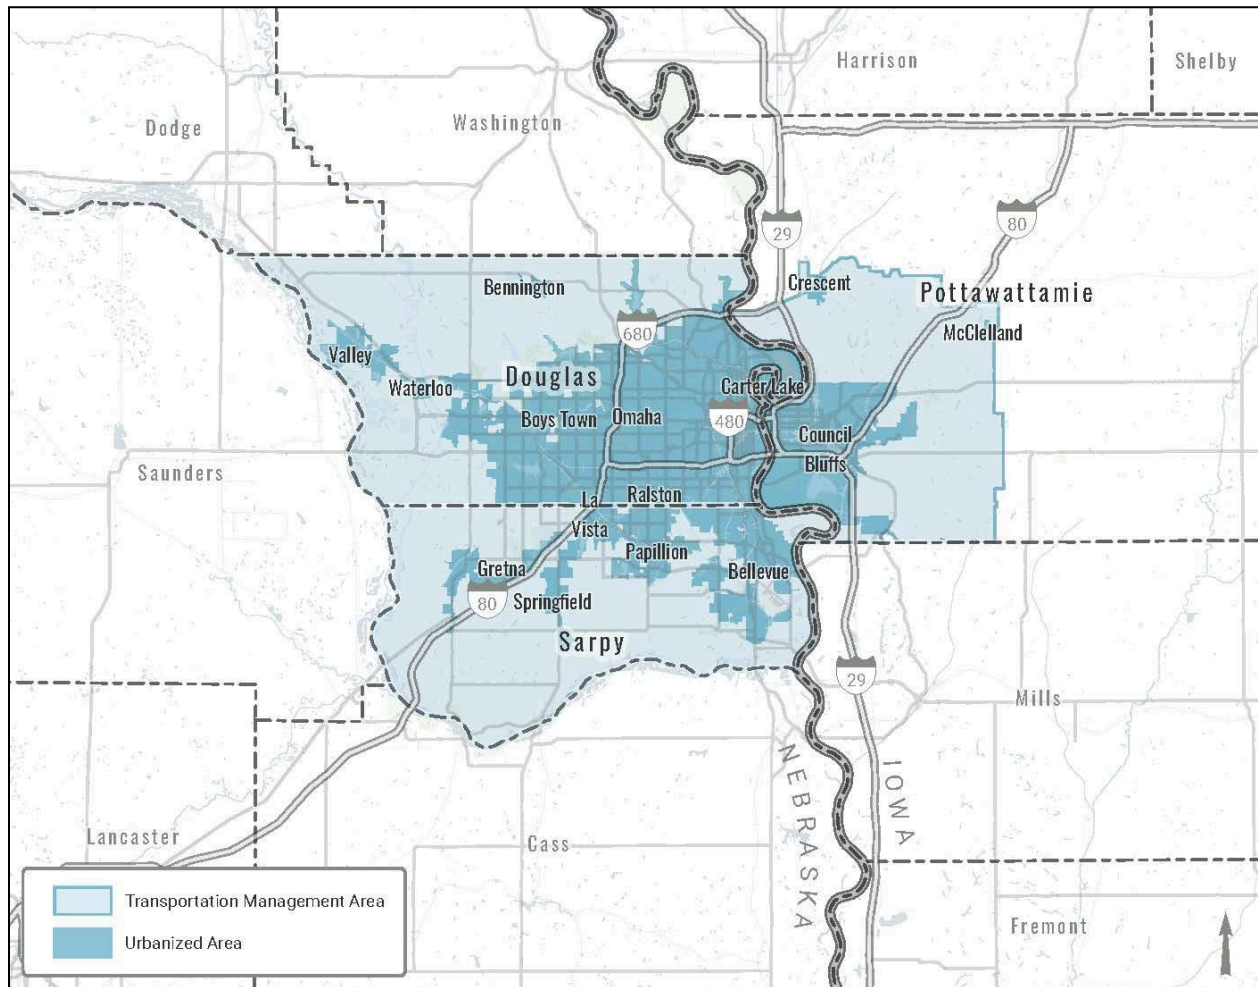 Harrison
Shelby
Dodge
Washington
29
80
Bennington
Crescent
Pottawattamie
680
McClelland
Valley
Waterloo
Douglas
Carter Lake
Boys Town
Omaha
480
Council
Bluffs
Saunders
La
Vista
Ralston
Papillion
Gretna
Bellevue
80
Springfield
Sarpy
29
Mills
NEBRASKA
IOWA
Lancaster
Cass
Transportation Management Area
Urbanized Area
Fremont